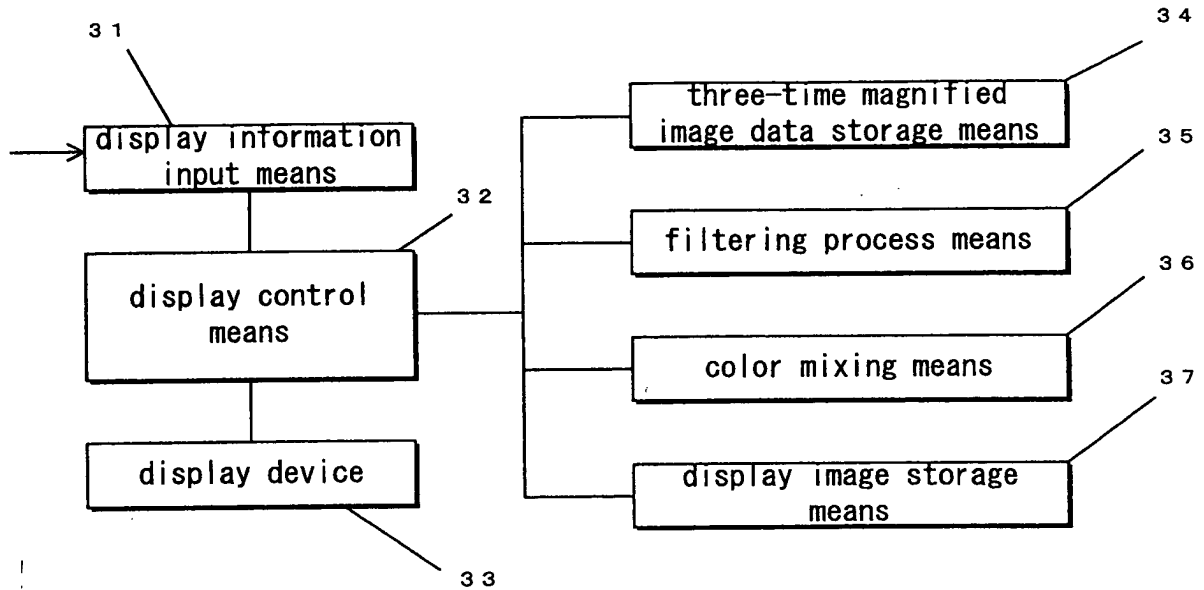 31
display information
input means
32
display control
means
display device
33
34
three-time magnified
image data storage means
35
filtering process means
36
color mixing means
37
display image storage
means